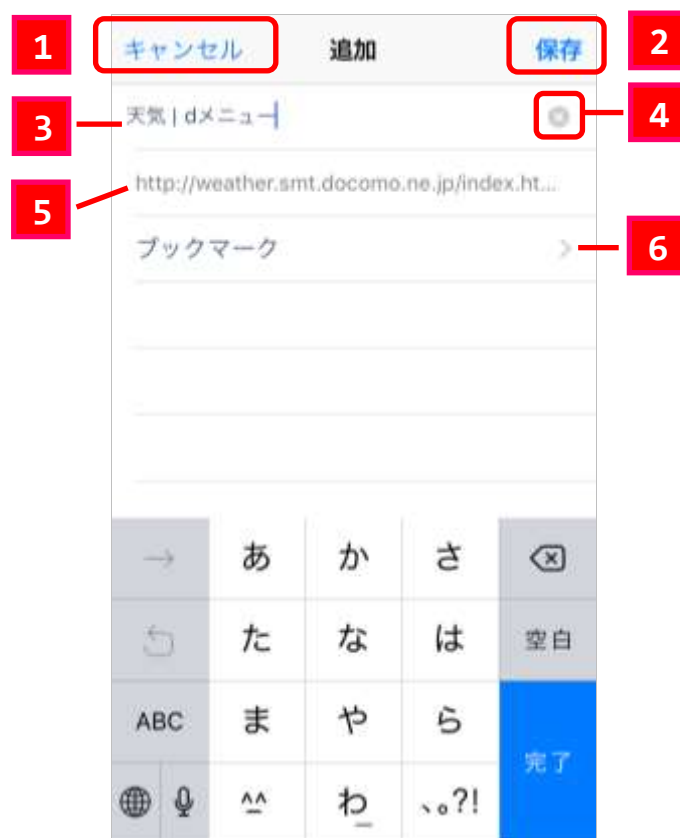 1 キャンセル 追加 保存 2
3 天気 | dメニュー 4
5 http://weather.smt.docomo.ne.jp/index.ht...
ブックマーク 6
→ あ か さ
た な は 空白
ABC ま や ら 完了
^^ わ 、。?!